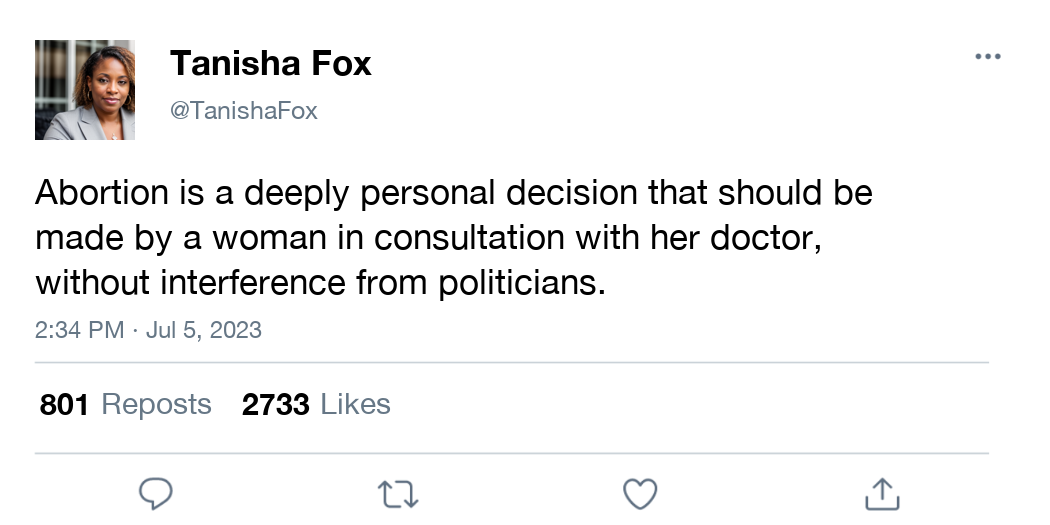 Tanisha Fox
@TanishaFox
Abortion is a deeply personal decision that should be
made by a woman in consultation with her doctor,
without interference from politicians.
2:34 PM · Jul 5, 2023
801 Reposts 2733 Likes